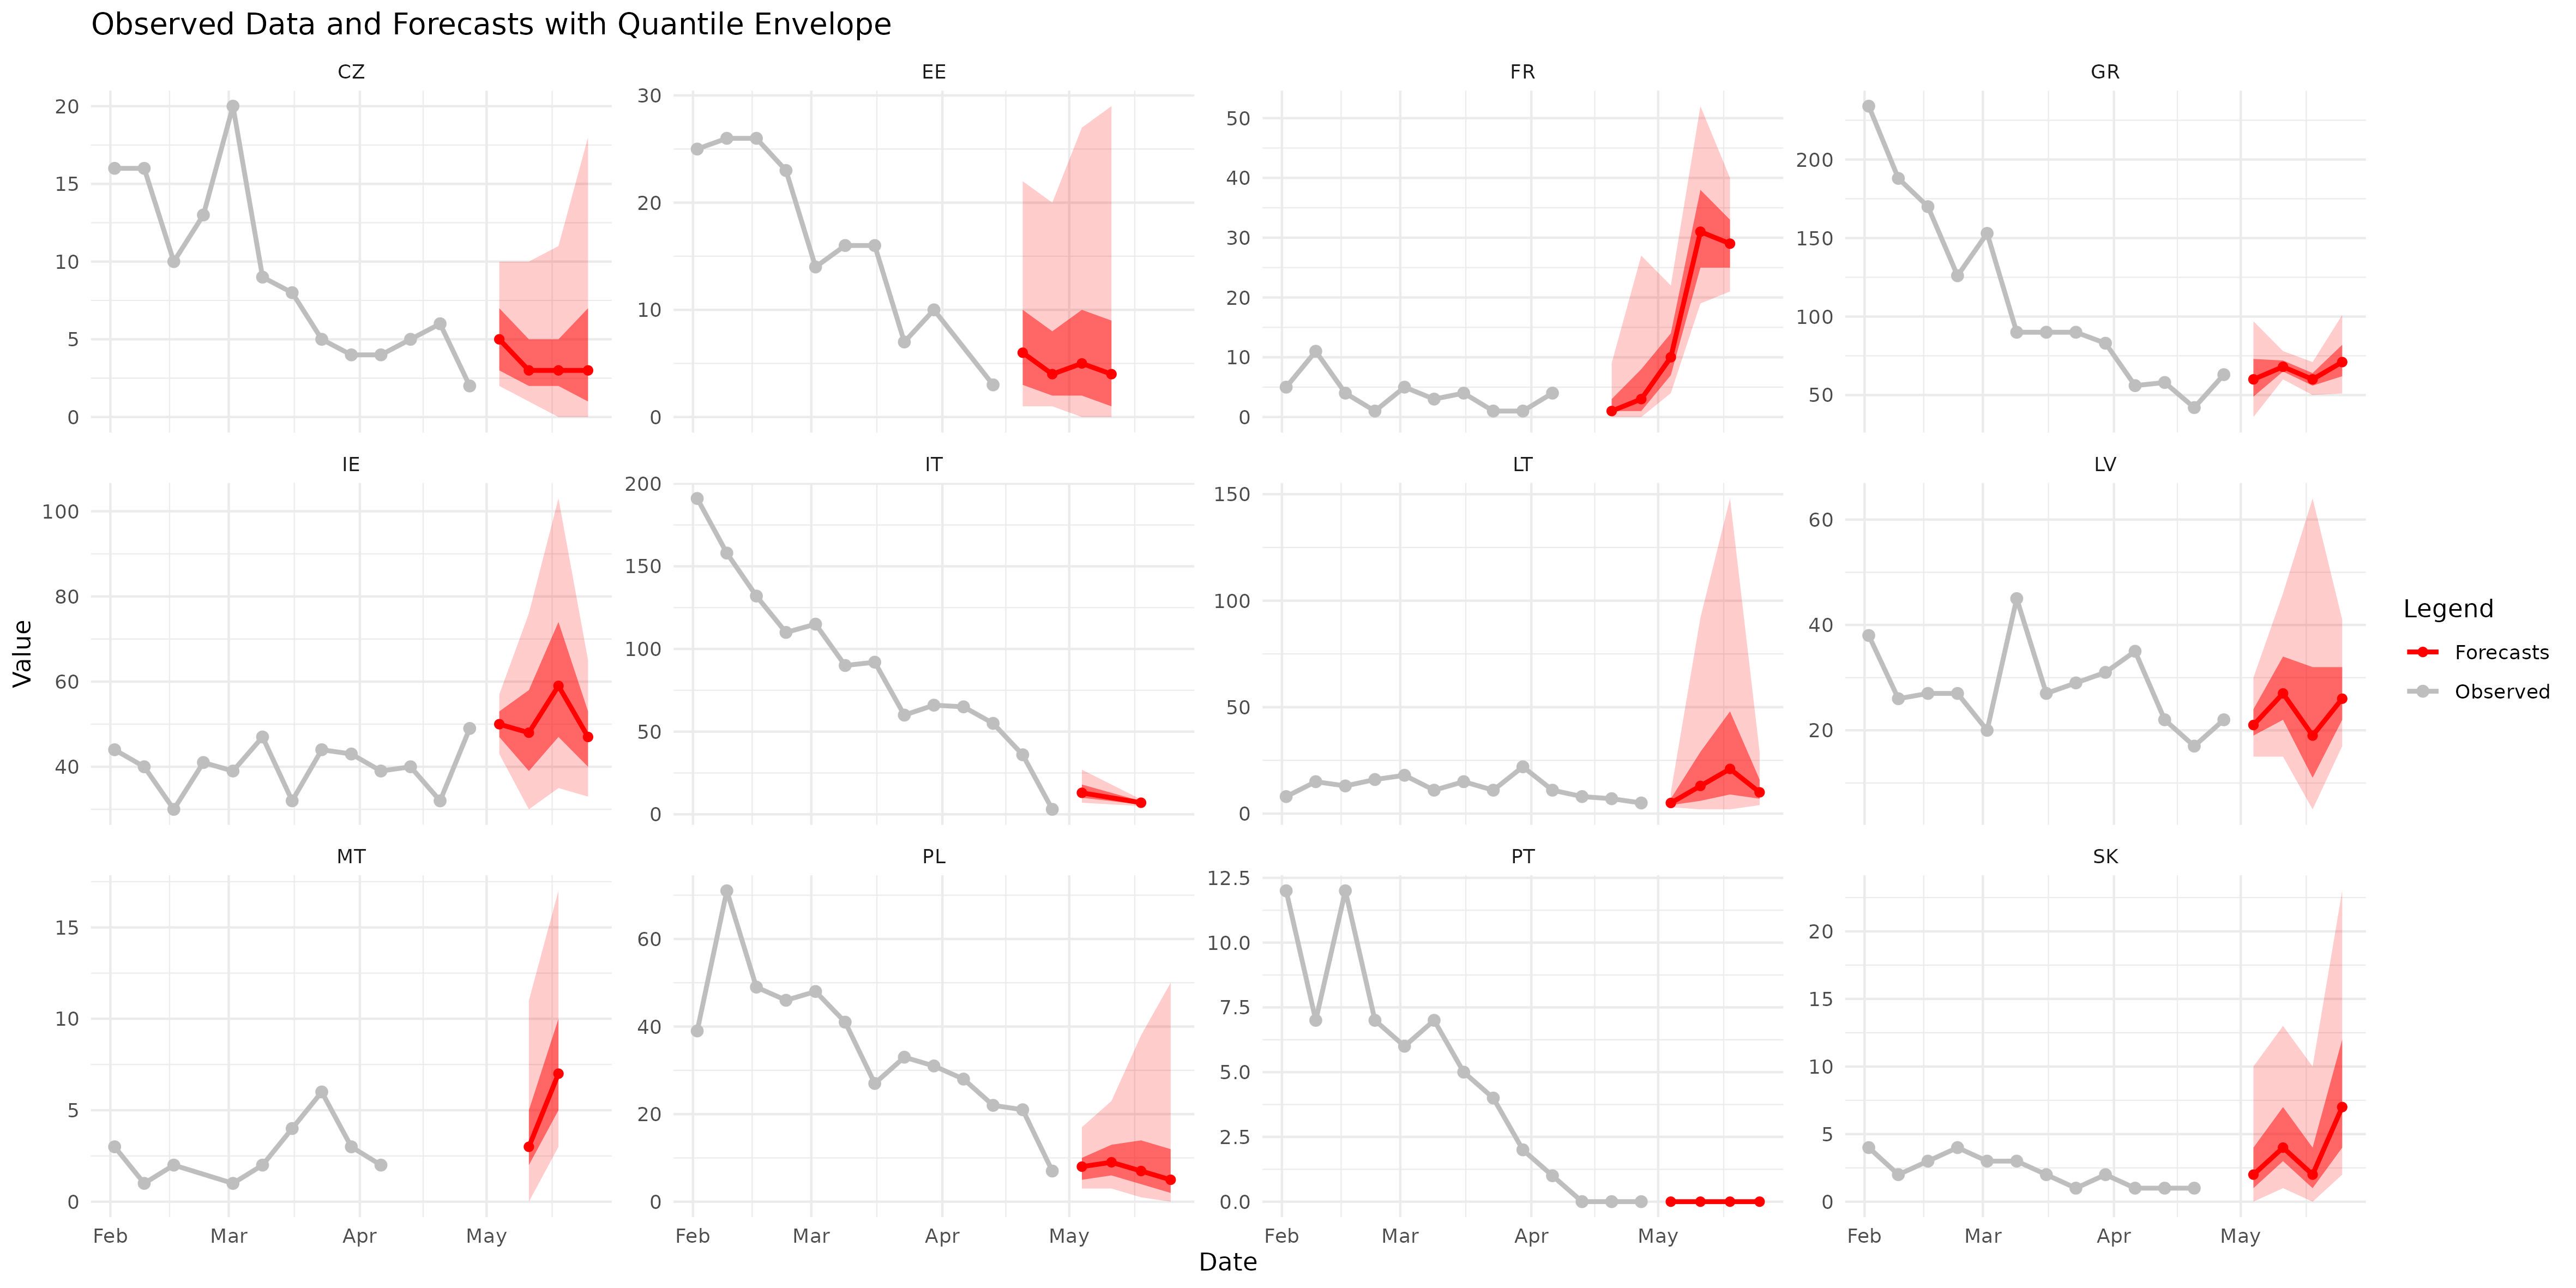 Observed Data and Forecasts with Quantile Envelope
CZ
EE
FR
GR
20
15
10
5
0
30
20
10
0
50
40
30
20
10
0
200
150
100
50
IE
IT
LT
LV
100
80
60
40
200
150
100
50
0
150
100
50
0
60
40
20
MT
PL
PT
SK
15
10
5
0
60
40
20
0
12.5
10.0
7.5
5.0
2.5
0.0
20
15
10
5
0
Feb Mar Apr May
Feb Mar Apr May
Feb Mar Apr May
Feb Mar Apr May
Value
Date
Legend
Forecasts
Observed